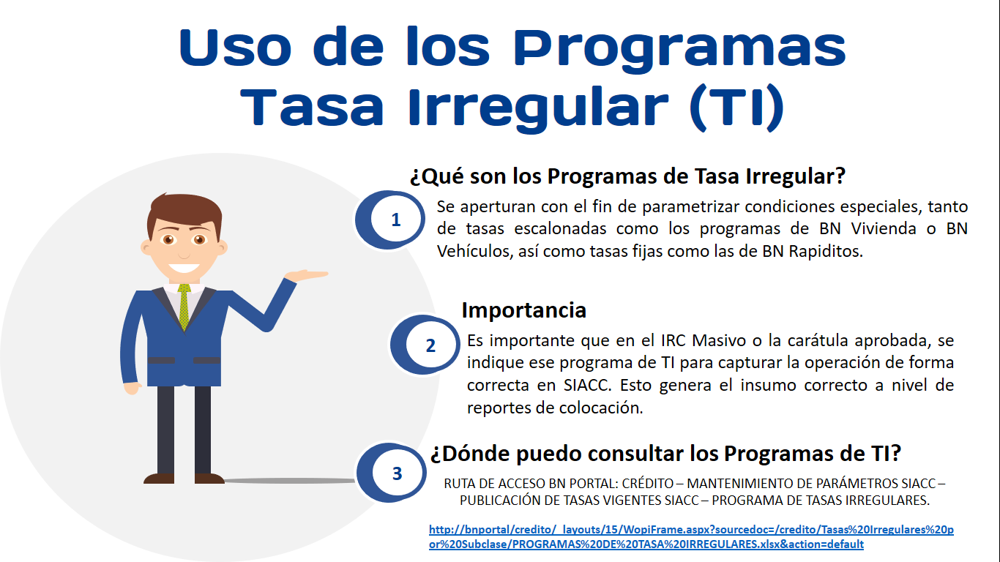 Uso de los Programas
Tasa Irregular (TI)
¿Qué son los Programas de Tasa Irregular?
1
Se aperturan con el fin de parametrizar condiciones especiales, tanto
de tasas escalonadas como los programas de BN Vivienda o BN
Vehículos, así como tasas fijas como las de BN Rapiditos.
Importancia
2
Es importante que en el IRC Masivo o la carátula aprobada, se
indique ese programa de TI para capturar la operación de forma
correcta en SIACC. Esto genera el insumo correcto a nivel de
reportes de colocación.
¿Dónde puedo consultar los Programas de TI?
3
RUTA DE ACCESO BN PORTAL: CRÉDITO – MANTENIMIENTO DE PARÁMETROS SIACC –
PUBLICACIÓN DE TASAS VIGENTES SIACC – PROGRAMA DE TASAS IRREGULARES.
http://bnportal/credito/_layouts/15/WopiFrame.aspx?sourcedoc=/credito/Tasas%20Irregulares%20p
or%20Subclase/PROGRAMAS%20DE%20TASA%20IRREGULARES.xlsx&action=default